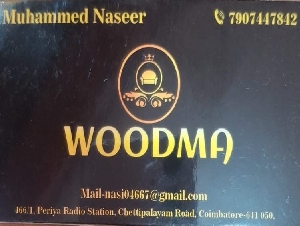 Muhammed Naseer
7907447842
WOODMA
Mail-nasi04667@gmail.com
466/1, Periya Radio Station, Chettipalayam Road, Coimbatore-641 050.